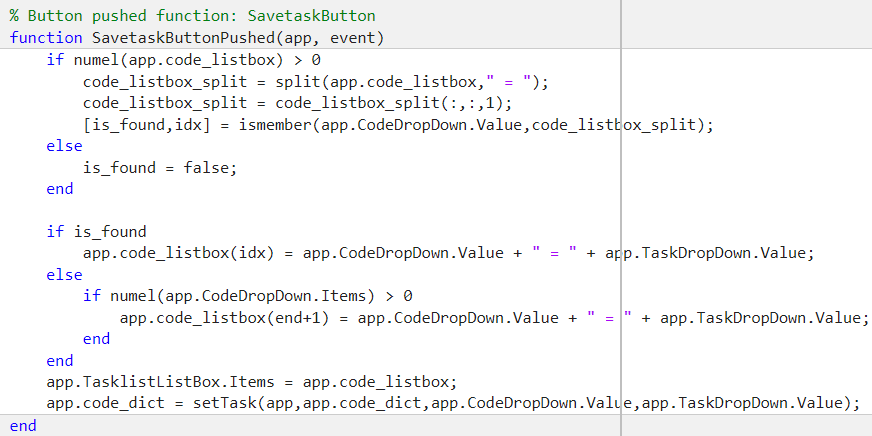 % Button pushed function: SavetaskButton
function SavetaskButtonPushed(app, event)
    if numel(app.code_listbox) > 0
        code_listbox_split = split(app.code_listbox," = ");
        code_listbox_split = code_listbox_split(:,:,1);
        [is_found,idx] = ismember(app.CodeDropDown.Value,code_listbox_split);
    else
        is_found = false;
    end

    if is_found
        app.code_listbox(idx) = app.CodeDropDown.Value + " = " + app.TaskDropDown.Value;
    else
        if numel(app.CodeDropDown.Items) > 0
            app.code_listbox(end+1) = app.CodeDropDown.Value + " = " + app.TaskDropDown.Value;
        end
    end
    app.TasklistListBox.Items = app.code_listbox;
    app.code_dict = setTask(app,app.code_dict,app.CodeDropDown.Value,app.TaskDropDown.Value);
end